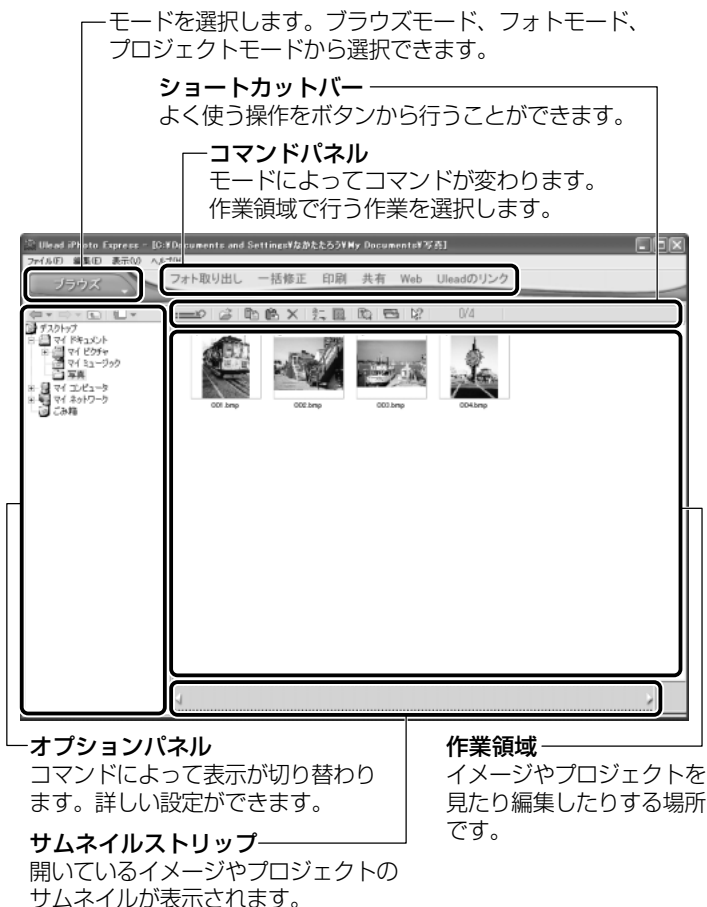 モードを選択します。ブラウズモード、フォトモード、
プロジェクトモードから選択できます。
ショートカットバー
よく使う操作をボタンから行うことができます。
コマンドパネル
モードによってコマンドが変わります。
作業領域で行う作業を選択します。
Ulead iPhoto Express - [C:¥Documents and Settings¥なかたたろう¥My Documents¥写真]
ファイル(F) 編集(E) 表示(V) ヘルプ(H)
ブラウズ
フォト取り出し 一括修正 印刷 共有 Web Uleadのリンク
0/4
デスクトップ
マイ ドキュメント
マイ ピクチャ
マイ ミュージック
写真
マイ コンピュータ
マイ ネットワーク
ごみ箱
001.bmp 002.bmp 003.bmp 004.bmp
オプションパネル
コマンドによって表示が切り替わり
ます。詳しい設定ができます。
作業領域
イメージやプロジェクトを
見たり編集したりする場所
です。
サムネイルストリップ
開いているイメージやプロジェクトの
サムネイルが表示されます。